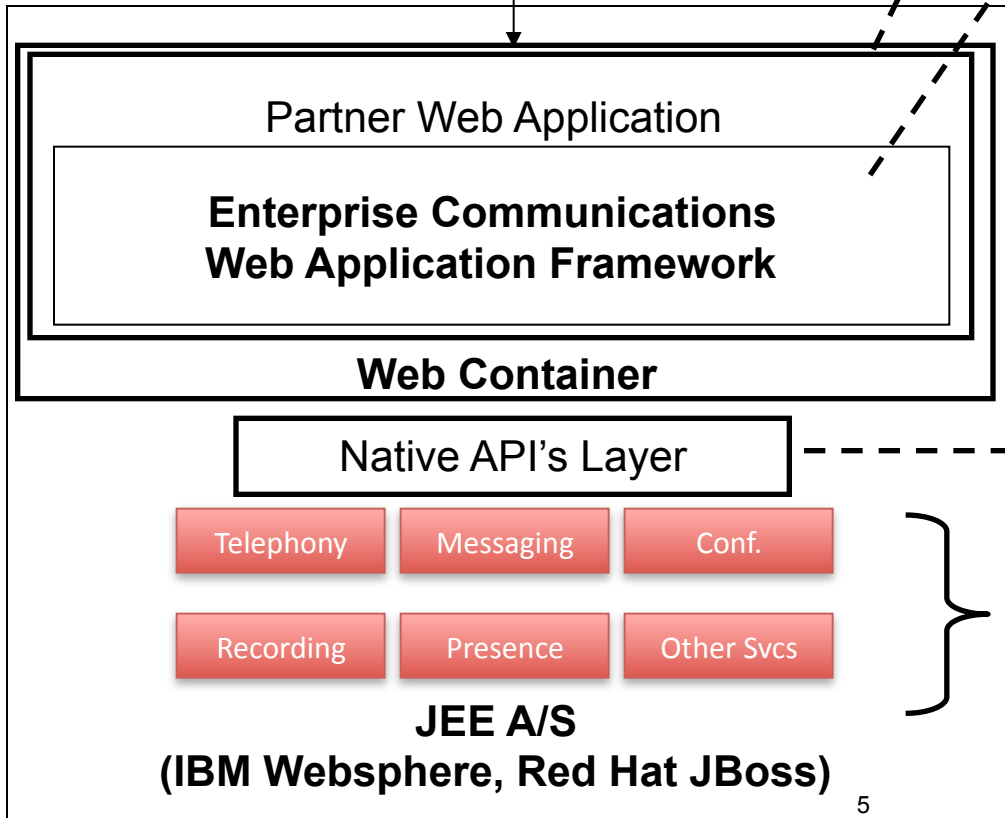 Partner Web Application
Enterprise Communications
Web Application Framework
Web Container
Native API's Layer
Telephony
Messaging
Conf.
Recording
Presence
Other Svcs
JEE A/S
(IBM Websphere, Red Hat JBoss)
5